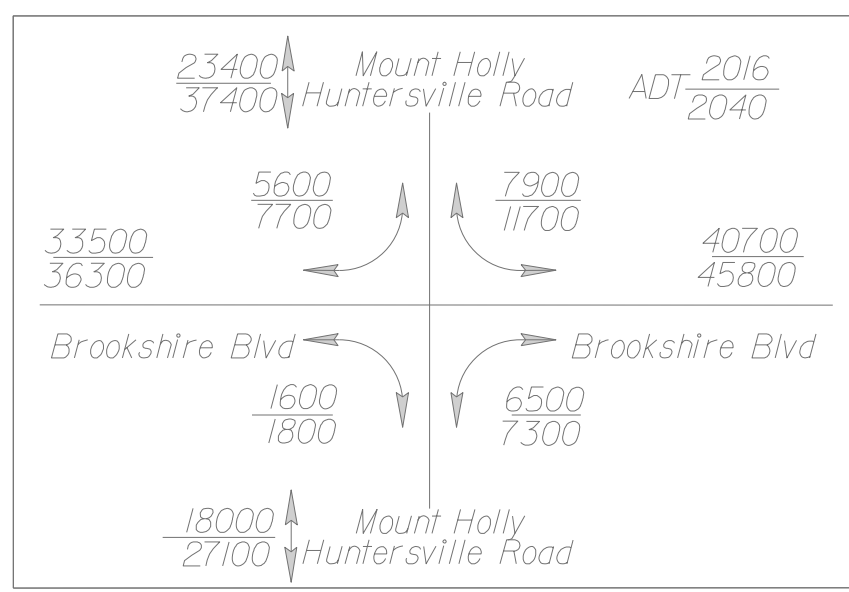 23400
37400
Mount Holly
Huntersville Road
ADT 2016
2040
5600
7700
7900
11700
33500
36300
40700
45800
Brookshire Blvd
Brookshire Blvd
1600
1800
6500
7300
18000
27100
Mount Holly
Huntersville Road